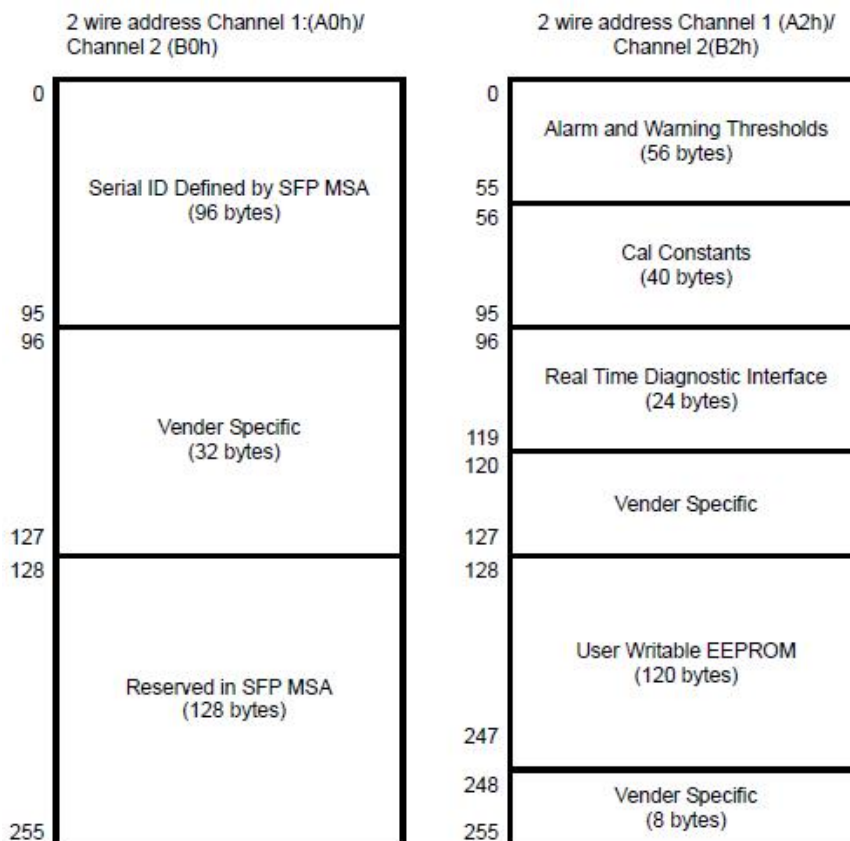 2 wire address Channel 1:(A0h)/
Channel 2 (B0h)
0
Serial ID Defined by SFP MSA
(96 bytes)
95
96
Vender Specific
(32 bytes)
127
128
Reserved in SFP MSA
(128 bytes)
255
2 wire address Channel 1 (A2h)/
Channel 2(B2h)
0
Alarm and Warning Thresholds
(56 bytes)
55
56
Cal Constants
(40 bytes)
95
96
Real Time Diagnostic Interface
(24 bytes)
119
120
Vender Specific
127
128
User Writable EEPROM
(120 bytes)
247
248
Vender Specific
(8 bytes)
255